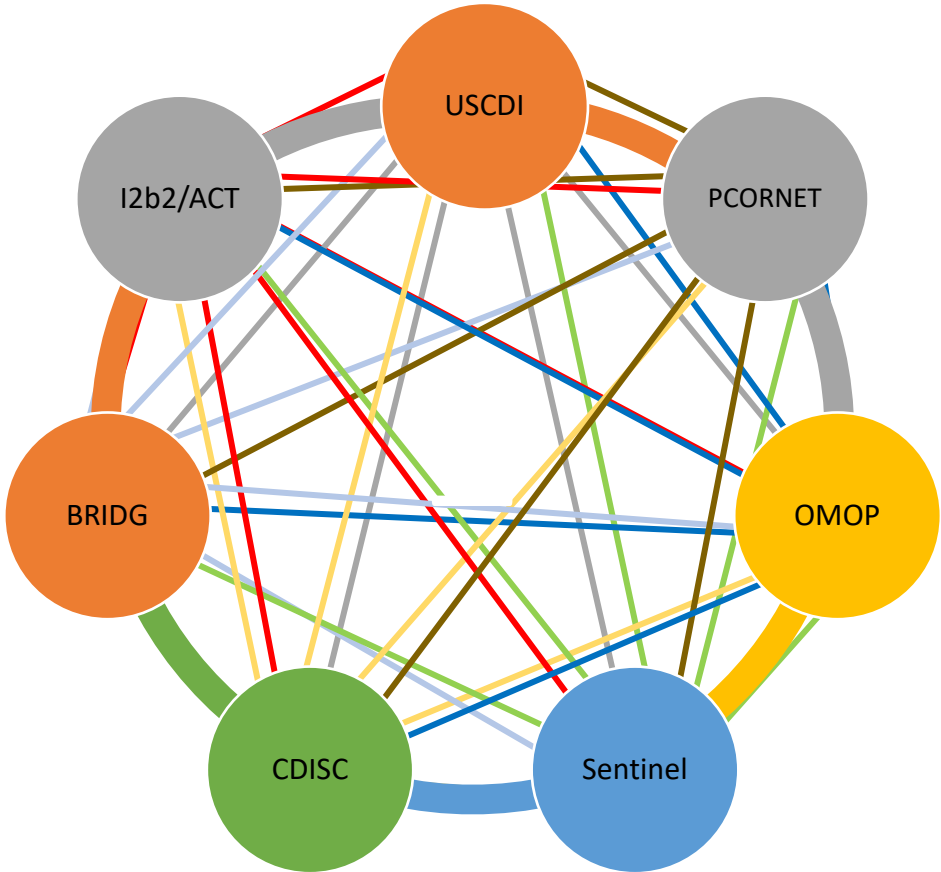 USCDI
I2b2/ACT
PCORNET
BRIDG
OMOP
CDISC
Sentinel